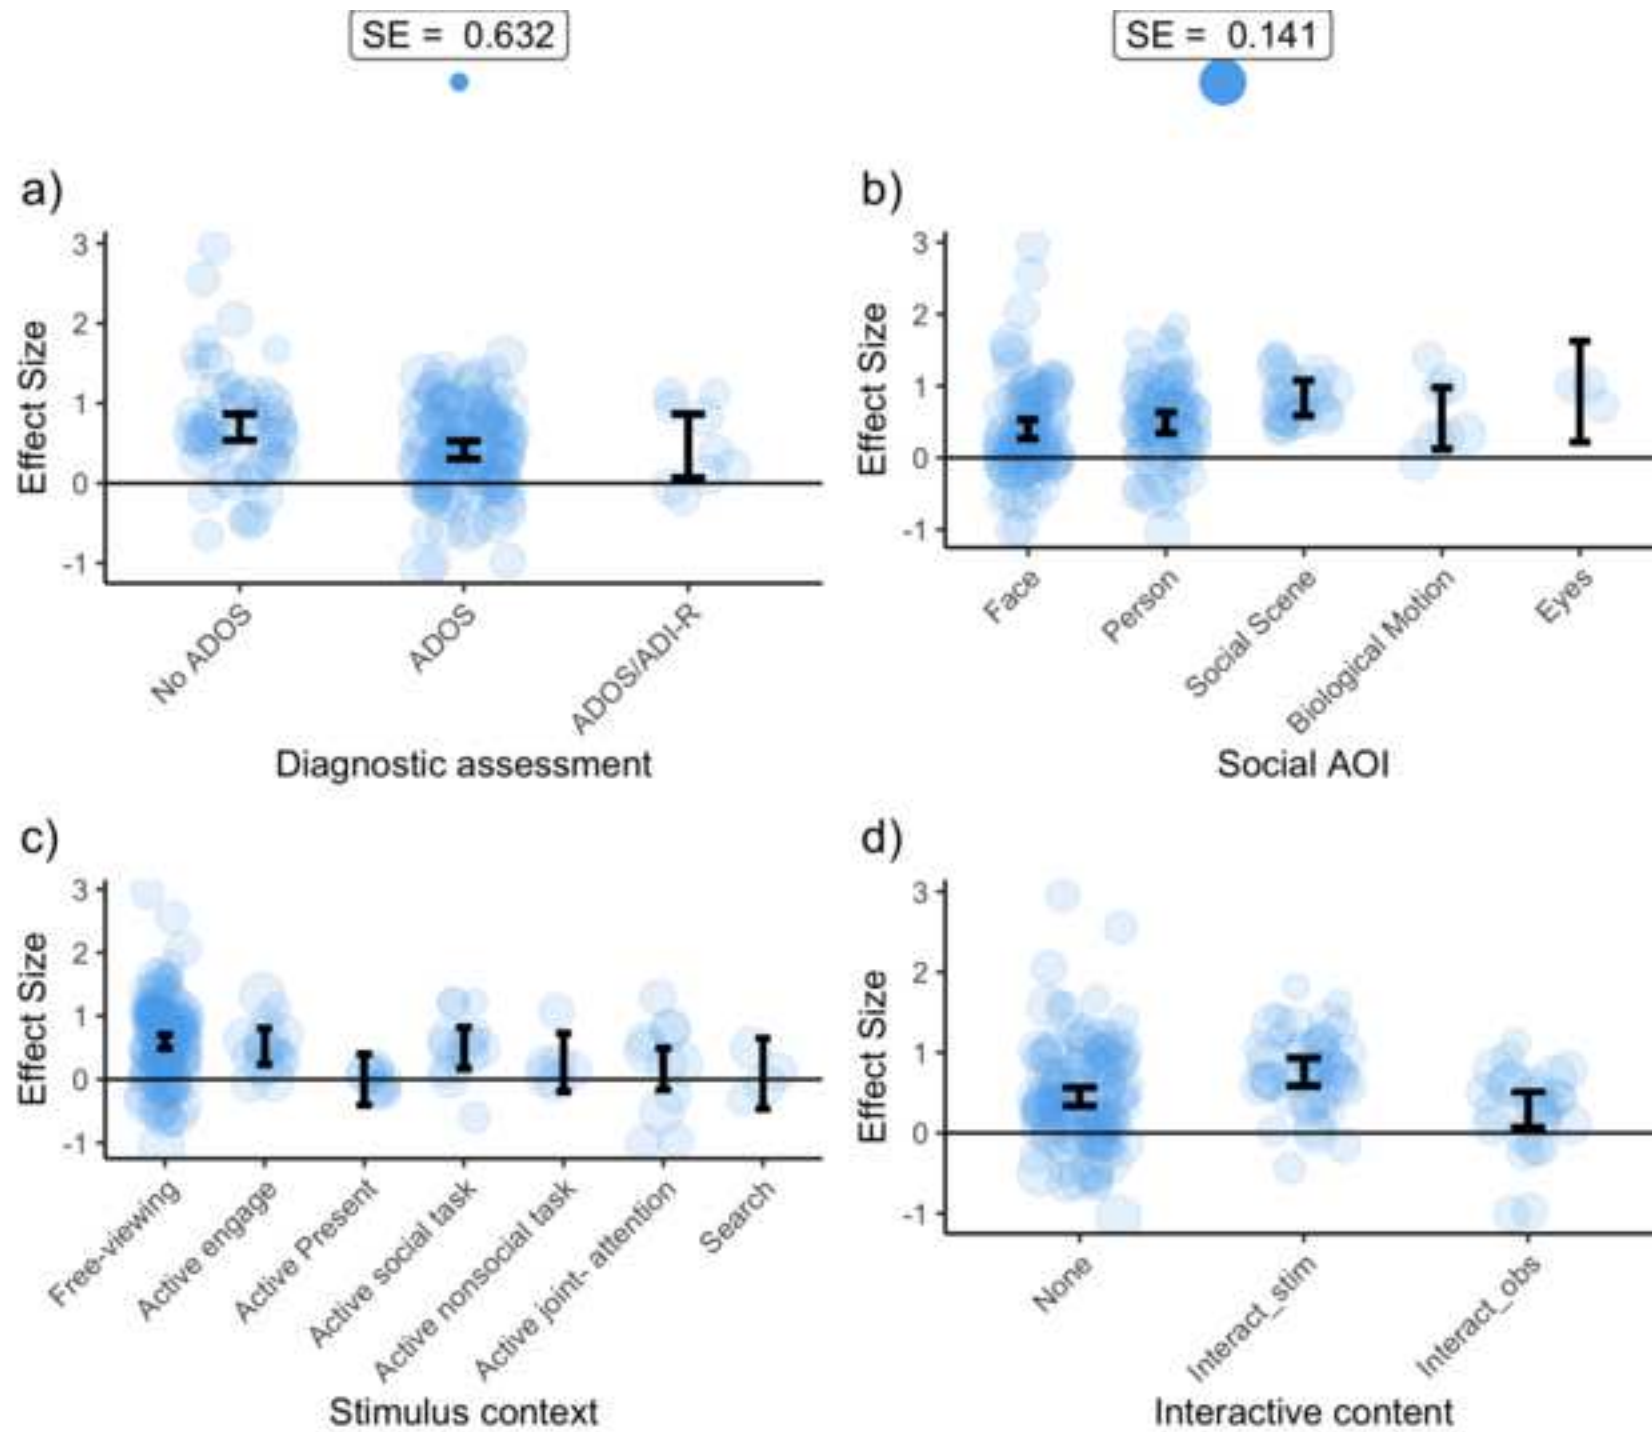 SE = 0.632
SE = 0.141
a)
Effect Size
3
2
1
0
-1
No ADOS
ADOS
ADOS/ADI-R
Diagnostic assessment
b)
Effect Size
3
2
1
0
-1
Face
Person
Social Scene
Biological Motion
Eyes
Social AOI
c)
Effect Size
3
2
1
0
-1
Free-viewing
Active engage
Active Present
Active social task
Active nonsocial task
Active joint- attention
Search
Stimulus context
d)
Effect Size
3
2
1
0
-1
None
Interact_stim
Interact_obs
Interactive content